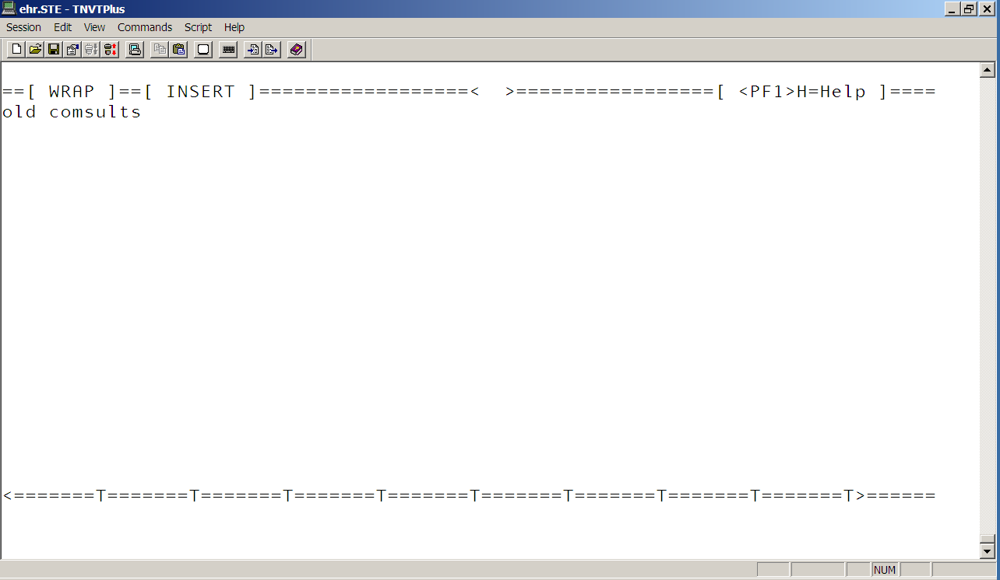 ehr.STE - TNVTPlus
Session Edit View Commands Script Help
==[ WRAP ]==[ INSERT ]==================<  >=================[ <PF1>H=Help ]====
old comsults
<=======T=======T=======T=======T=======T=======T=======T=======T=======T>======
NUM